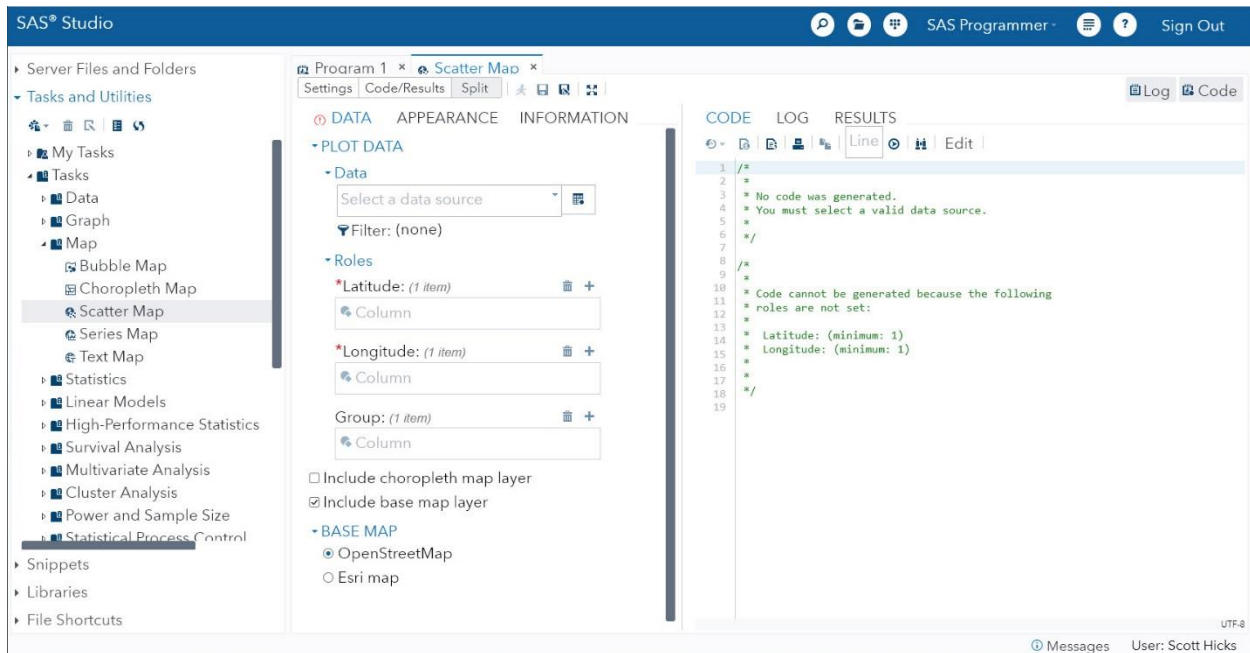 SAS® Studio
SAS Programmer
Sign Out
Server Files and Folders
Tasks and Utilities
My Tasks
Tasks
Data
Graph
Map
Bubble Map
Choropleth Map
Scatter Map
Series Map
Text Map
Statistics
Linear Models
High-Performance Statistics
Survival Analysis
Multivariate Analysis
Cluster Analysis
Power and Sample Size
Statistical Process Control
Snippets
Libraries
File Shortcuts
Program 1 × Scatter Map ×
Settings Code/Results Split
Log Code
DATA APPEARANCE INFORMATION
PLOT DATA
Data
Select a data source
Filter: (none)
Roles
*Latitude: (1 item)
Column
*Longitude: (1 item)
Column
Group: (1 item)
Column
Include choropleth map layer
Include base map layer
BASE MAP
OpenStreetMap
Esri map
CODE LOG RESULTS
Line Edit
1 /*
2 *
3 * No code was generated.
4 * You must select a valid data source.
5 *
6 */
7
8 /*
9 *
10 * Code cannot be generated because the following
11 * roles are not set:
12 *
13 * Latitude: (minimum: 1)
14 * Longitude: (minimum: 1)
15 *
16 *
17 *
18 */
19
UTF-8
Messages User: Scott Hicks